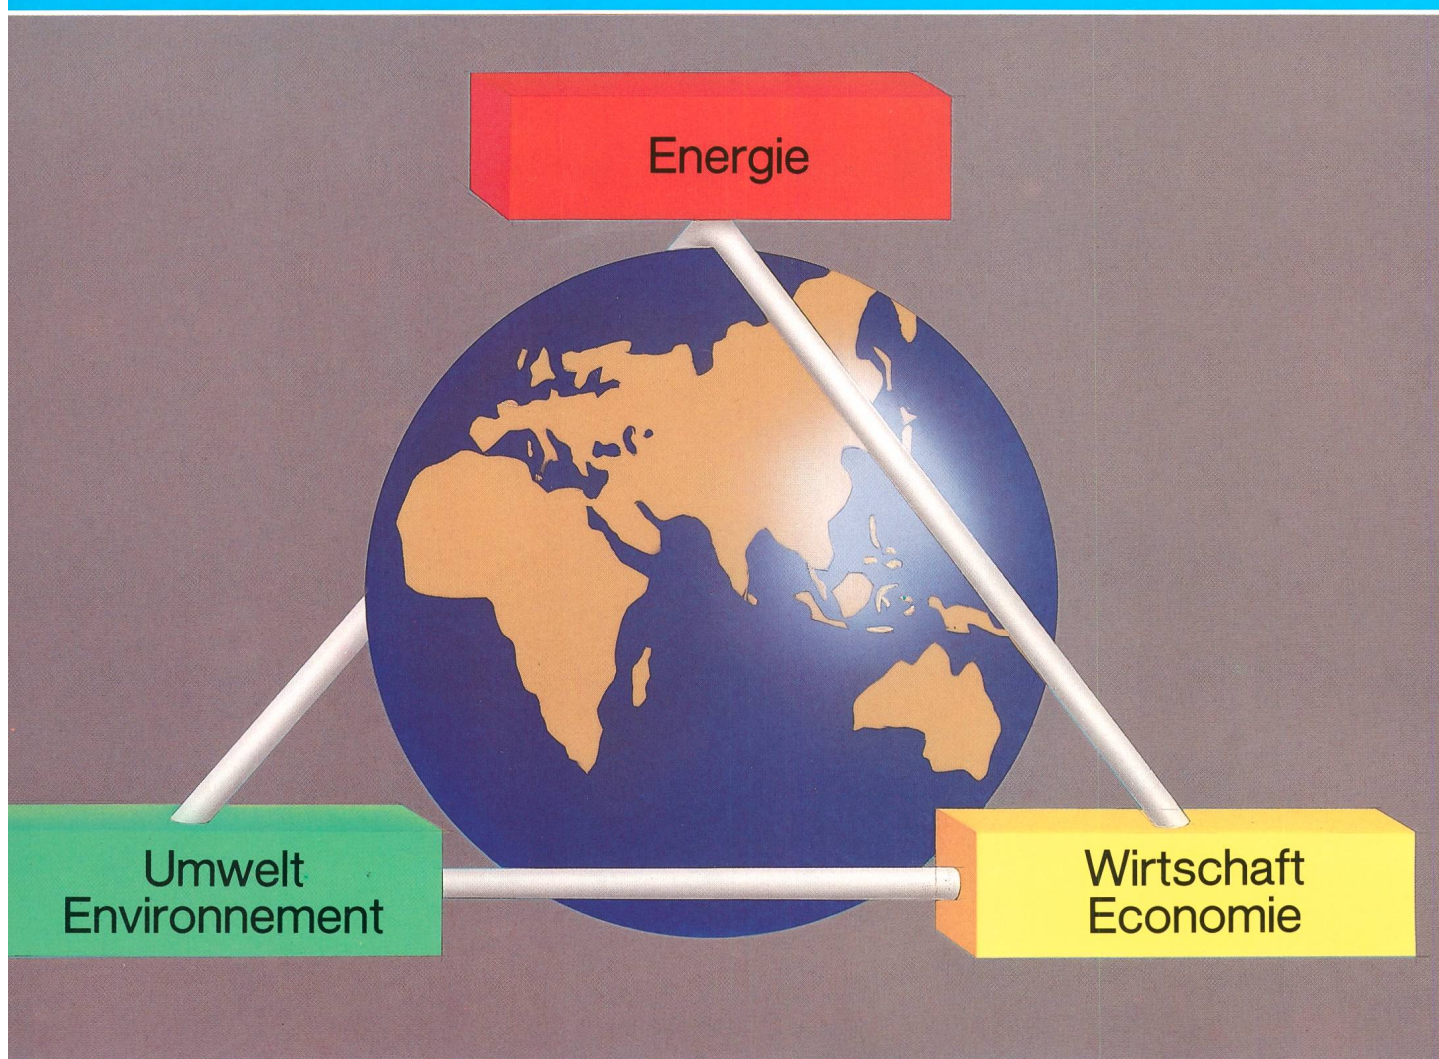 Energie
Umwelt
Environnement
Wirtschaft
Economie